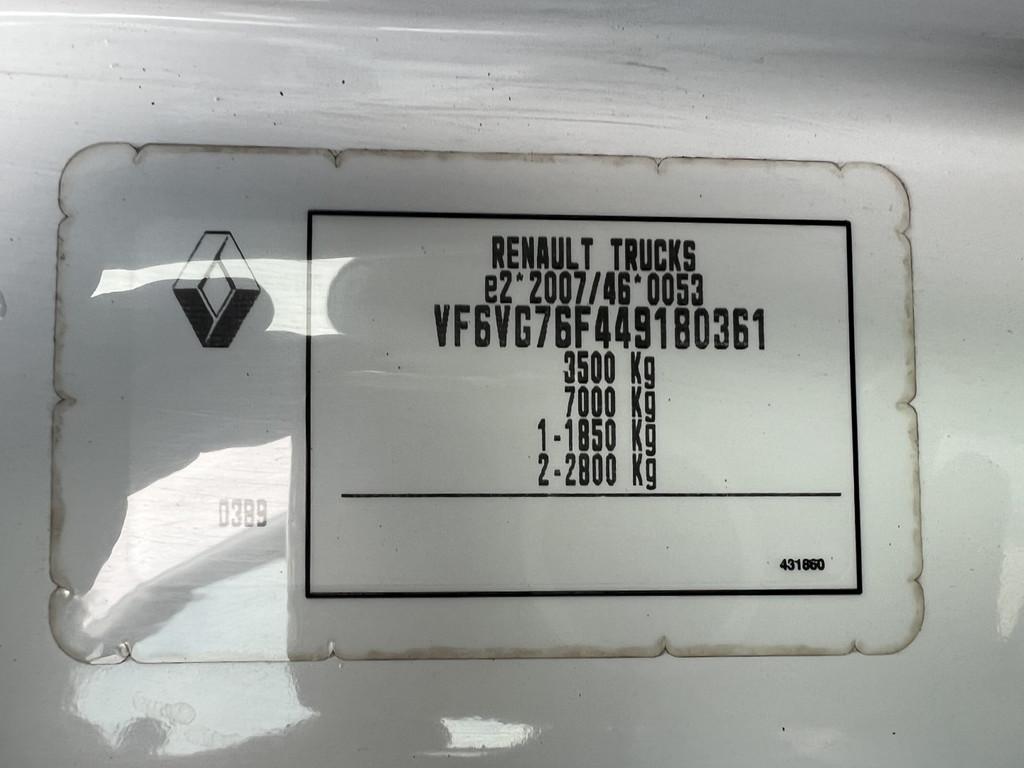 RENAULT TRUCKS
e2*2007/46*0053
VF6VG76F449180361
3500 Kg
7000 Kg
1-1850 Kg
2-2800 Kg
0389
431860